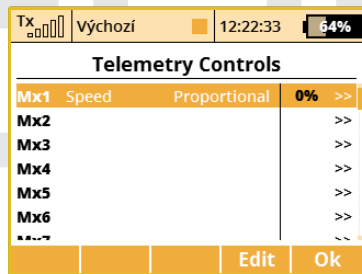 Tx Výchozí 12:22:33 64%
Telemetry Controls
Mx1 Speed Proportional 0% >>
Mx2 >>
Mx3 >>
Mx4 >>
Mx5 >>
Mx6 >>
Mx7 >>
Edit Ok